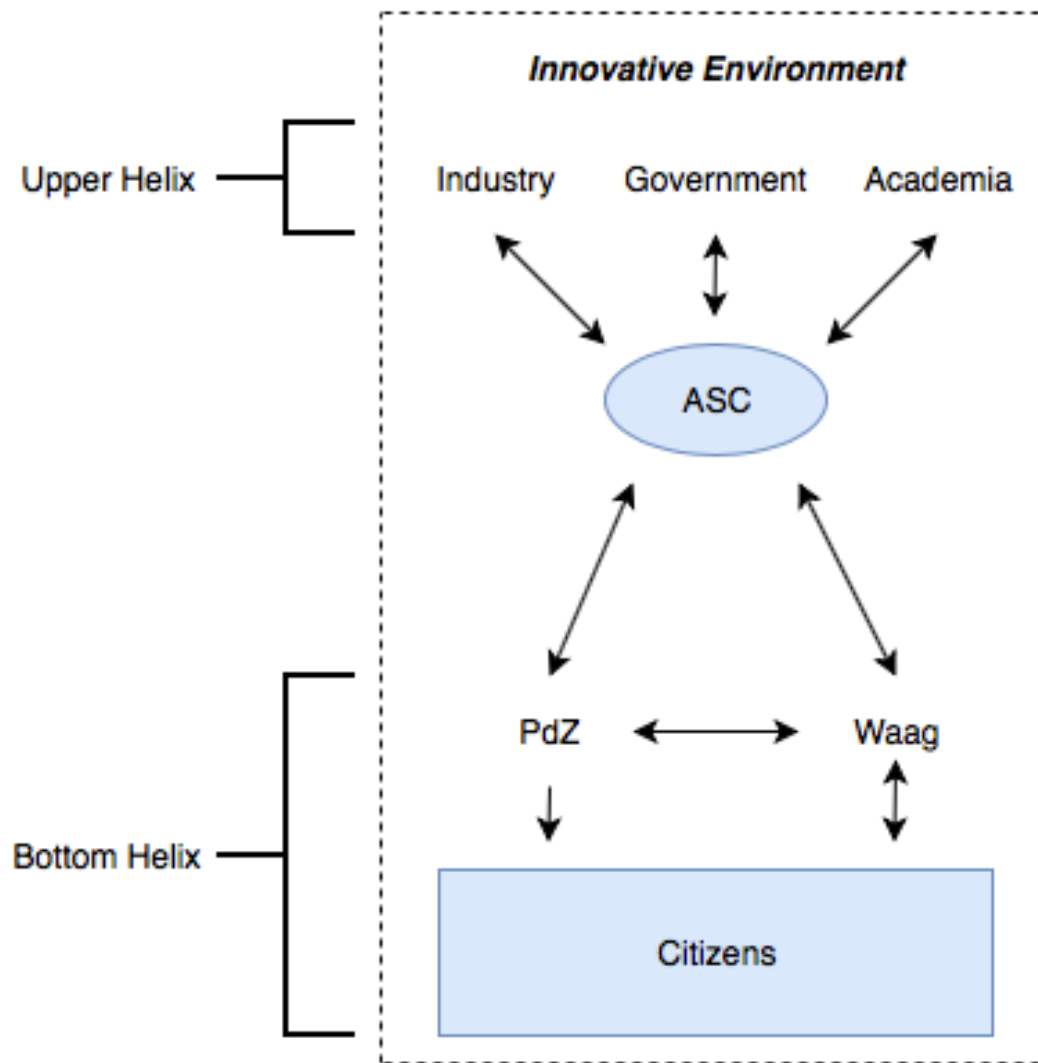 Innovative Environment
Upper Helix
Industry
Government
Academia
ASC
PdZ
Waag
Bottom Helix
Citizens